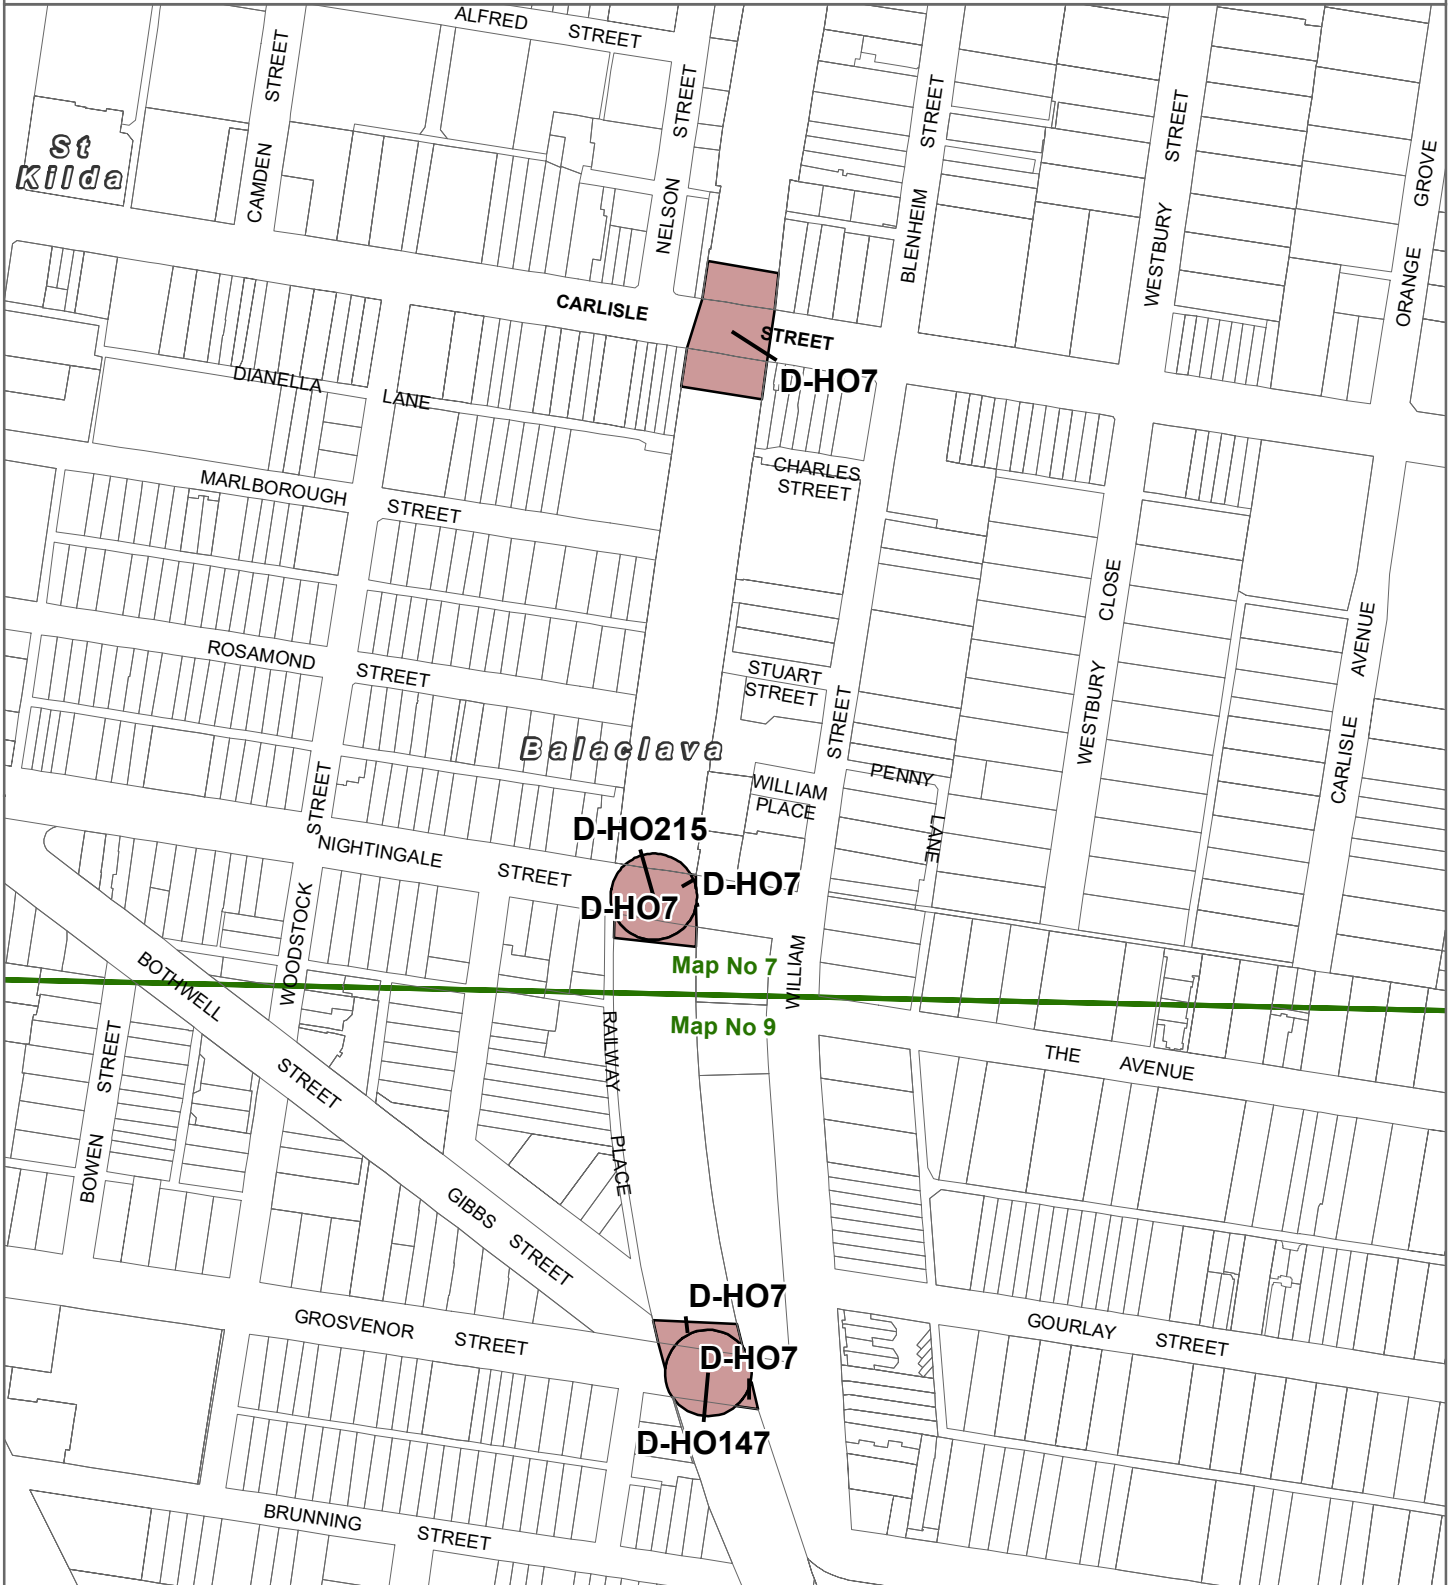 ALFRED STREET
STREET
STREET
STREET
STREET
St
Kilda
CAMDEN
NELSON
BLENHEIM
WESTBURY
GROVE
ORANGE
CARLISLE STREET
D-HO7
DIANELLA LANE
CHARLES
STREET
MARLBOROUGH STREET
CLOSE
WESTBURY
AVENUE
CARLISLE
ROSAMOND STREET
STUART
STREET
STREET
Balaclava
PENNY
LANE
WILLIAM
PLACE
STREET
D-HO215
NIGHTINGALE STREET
D-HO7
D-HO7
WOODSTOCK
WILLIAM
BOTHWELL
STREET
Map No 7
Map No 9
RAILWAY
PLACE
THE AVENUE
STREET
BOWEN
GIBBS
STREET
D-HO7
GROSVENOR STREET
D-HO7
GOURLAY STREET
D-HO147
BRUNNING STREET